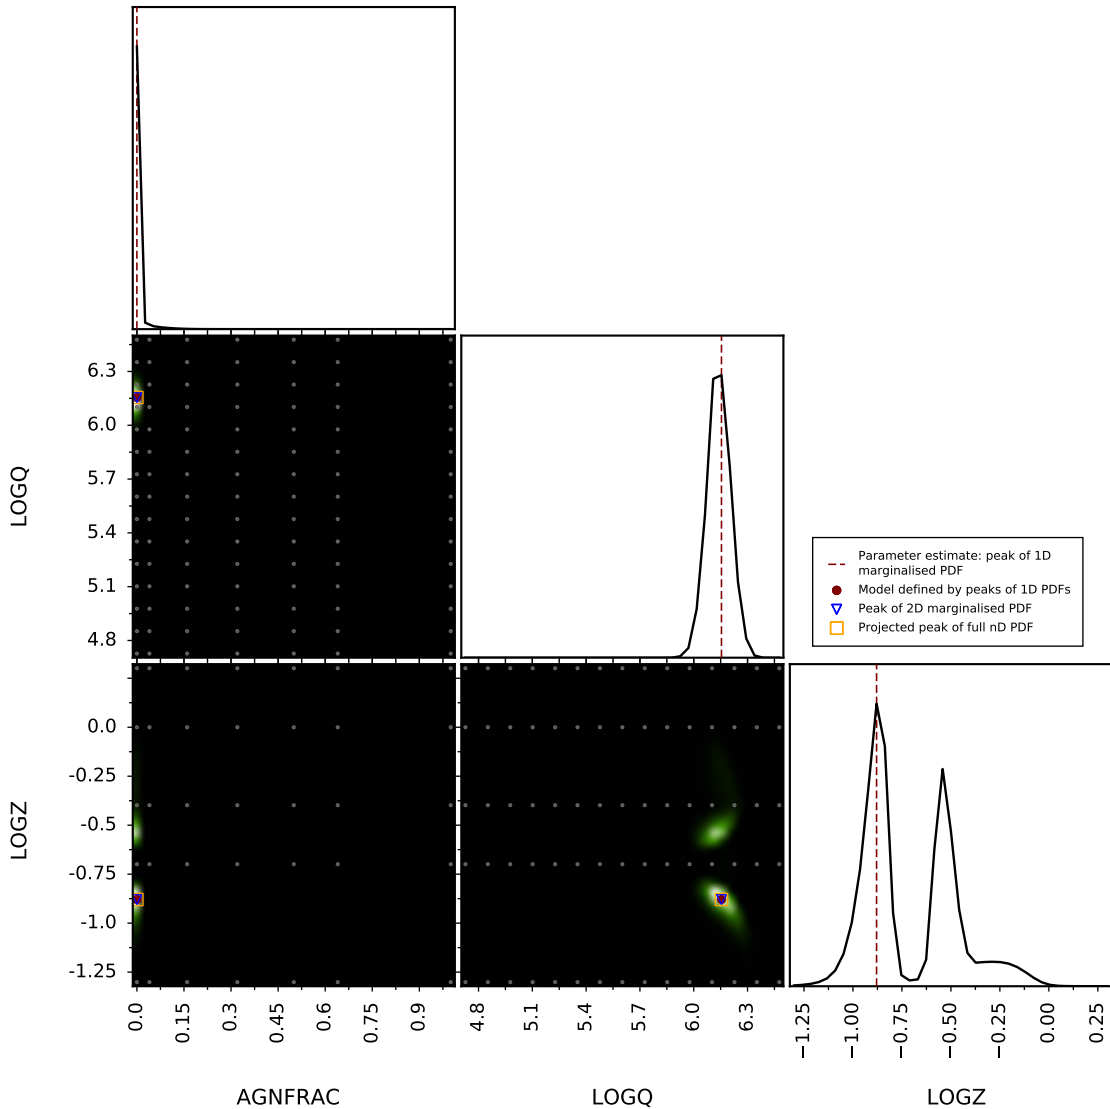 6.3
6.0
5.7
5.4
5.1
4.8
LOGQ
Parameter estimate: peak of 1D
marginalised PDF
Model defined by peaks of 1D PDFs
Peak of 2D marginalised PDF
Projected peak of full nD PDF
0.0
-0.25
-0.5
-0.75
-1.0
-1.25
LOGZ
0.0 0.15 0.3 0.45 0.6 0.75 0.9 4.8 5.1 5.4 5.7 6.0 6.3 −1.25 −1.00 −0.75 −0.50 −0.25 0.00 0.25
AGNFRAC LOGQ LOGZ